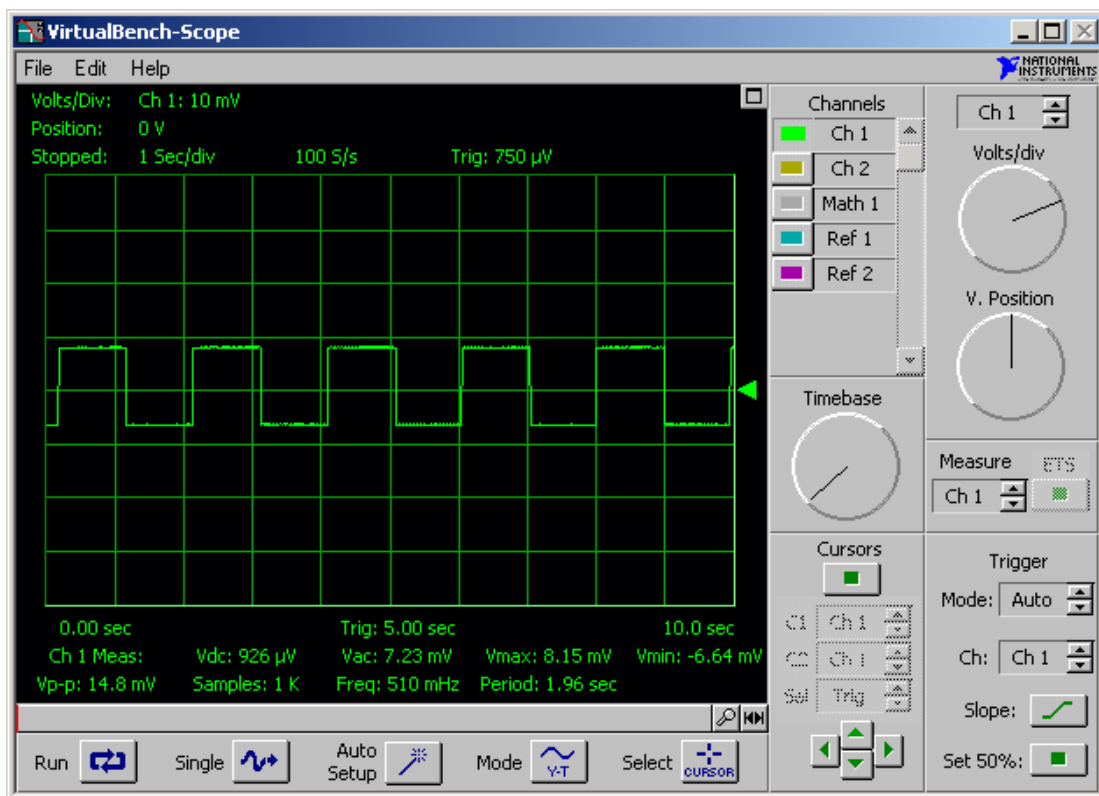 VirtualBench-Scope
File Edit Help
NATIONAL INSTRUMENTS
Volts/Div: Ch 1: 10 mV
Position: 0 V
Stopped: 1 Sec/div 100 S/s Trig: 750 µV
0.00 sec Trig: 5.00 sec 10.0 sec
Ch 1 Meas: Vdc: 926 µV Vac: 7.23 mV Vmax: 8.15 mV Vmin: -6.64 mV
Vp-p: 14.8 mV Samples: 1 K Freq: 510 mHz Period: 1.96 sec
Run
Single
Auto Setup
Mode
Y-T
Select
CURSOR
Channels
Ch 1
Ch 2
Math 1
Ref 1
Ref 2
Timebase
Cursors
C1 Ch 1
C2 Ch 1
Sel Trig
Ch 1
Volts/div
V. Position
Measure ETS
Ch 1
Trigger
Mode: Auto
Ch: Ch 1
Slope:
Set 50%: